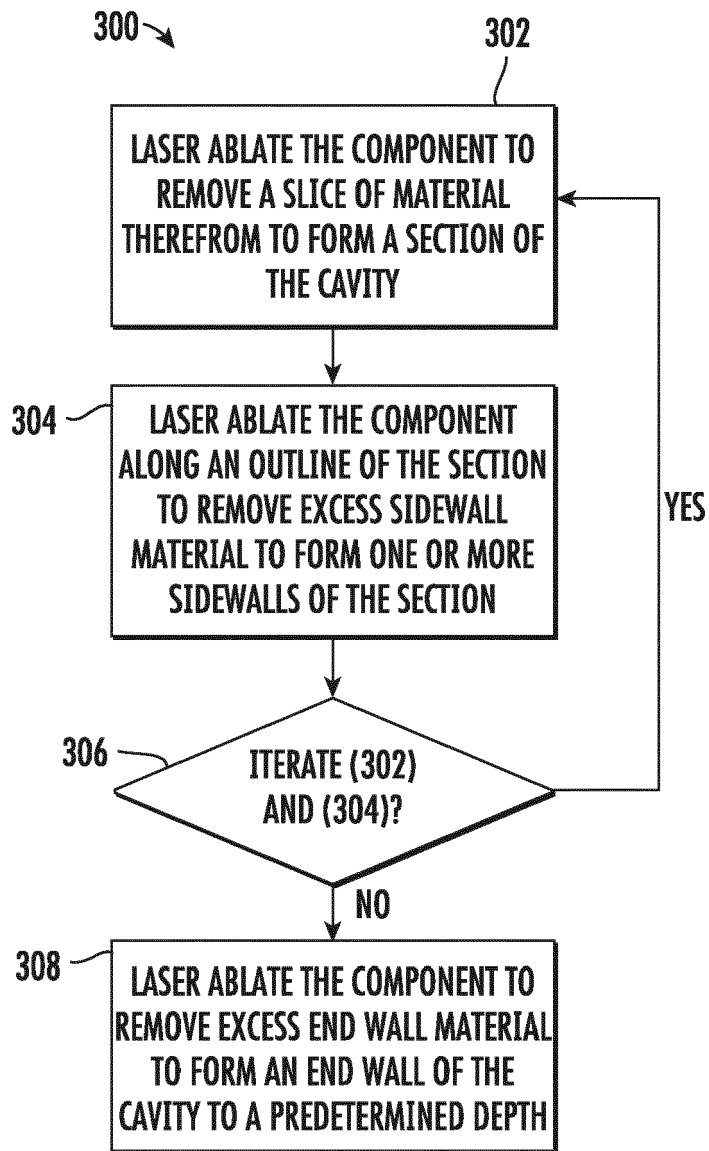 300
302
LASER ABLATE THE COMPONENT TO
REMOVE A SLICE OF MATERIAL
THEREFROM TO FORM A SECTION OF
THE CAVITY
304
LASER ABLATE THE COMPONENT
ALONG AN OUTLINE OF THE SECTION
TO REMOVE EXCESS SIDEWALL
MATERIAL TO FORM ONE OR MORE
SIDEWALLS OF THE SECTION
YES
306
ITERATE (302)
AND (304)?
NO
308
LASER ABLATE THE COMPONENT TO
REMOVE EXCESS END WALL MATERIAL
TO FORM AN END WALL OF THE
CAVITY TO A PREDETERMINED DEPTH